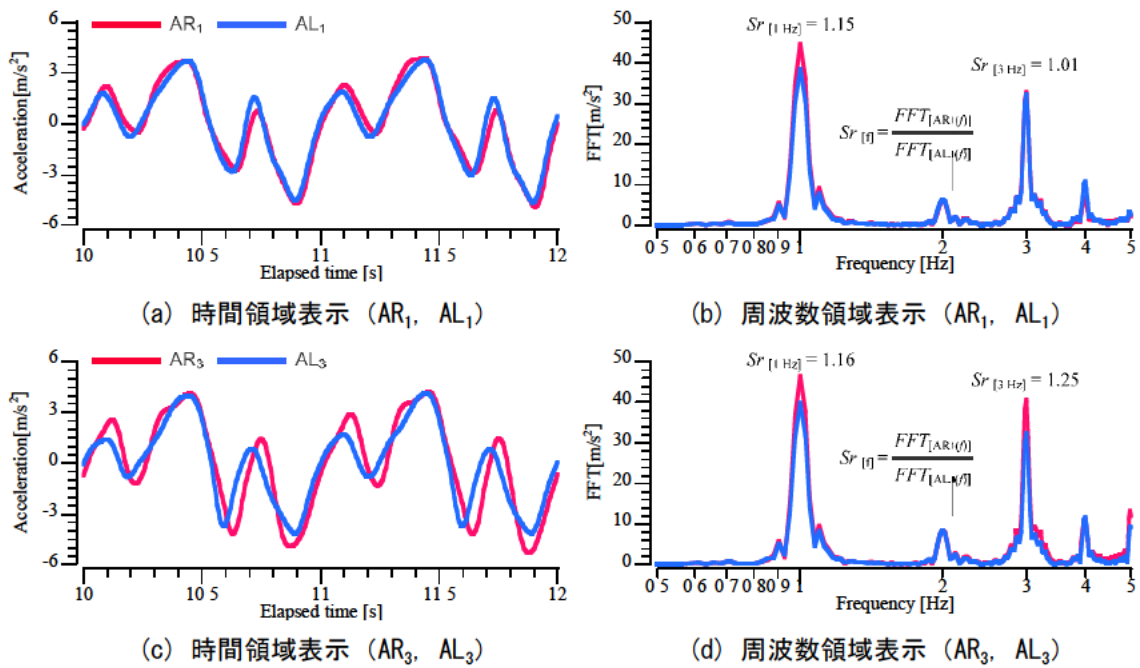 AR₁ AL₁
Acceleration[m/s²]
6
3
0
-3
-6
10 10 5 11 11 5 12
Elapsed time [s]
(a) 時間領域表示 (AR₁, AL₁)
Sr [1 Hz] = 1.15
Sr [3 Hz] = 1.01
Sr [f] = FFT[AR1(f)]
FFT[AL1(f)]
FFT[m/s²]
50
40
30
20
10
0
0 5 0 6 0 7 0 8 0 9 1 2 3 4 5
Frequency [Hz]
(b) 周波数領域表示 (AR₁, AL₁)
AR₃ AL₃
Acceleration[m/s²]
6
3
0
-3
-6
10 10 5 11 11 5 12
Elapsed time [s]
(c) 時間領域表示 (AR₃, AL₃)
Sr [1 Hz] = 1.16
Sr [3 Hz] = 1.25
Sr [f] = FFT[AR1(f)]
FFT[AL1(f)]
FFT[m/s²]
50
40
30
20
10
0
0 5 0 6 0 7 0 8 0 9 1 2 3 4 5
Frequency [Hz]
(d) 周波数領域表示 (AR₃, AL₃)